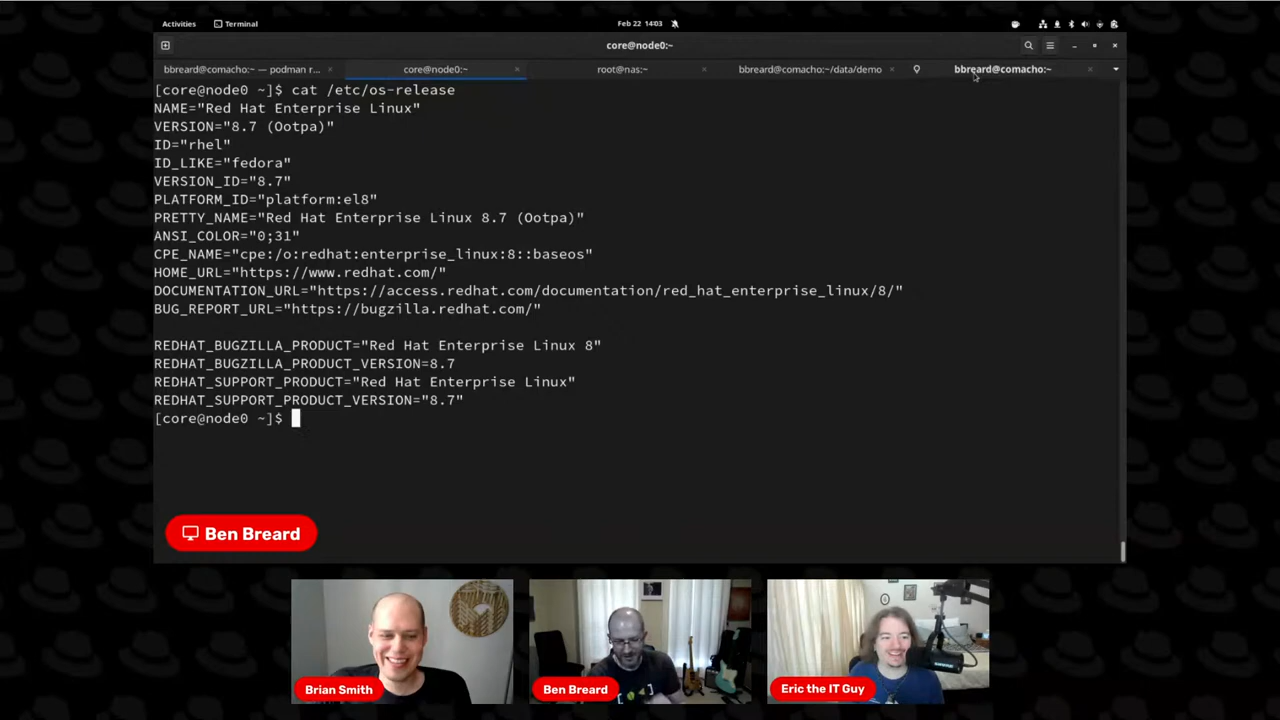 Activities
Terminal
Feb 22 14:03
core@node0:~
bbreard@comacho:~ — podman r...
core@node0:~
root@nas:~
bbreard@comacho:~/data/demo
bbreard@comacho:~
[core@node0 ~]$ cat /etc/os-release
NAME="Red Hat Enterprise Linux"
VERSION="8.7 (Ootpa)"
ID="rhel"
ID_LIKE="fedora"
VERSION_ID="8.7"
PLATFORM_ID="platform:el8"
PRETTY_NAME="Red Hat Enterprise Linux 8.7 (Ootpa)"
ANSI_COLOR="0;31"
CPE_NAME="cpe:/o:redhat:enterprise_linux:8::baseos"
HOME_URL="https://www.redhat.com/"
DOCUMENTATION_URL="https://access.redhat.com/documentation/red_hat_enterprise_linux/8/"
BUG_REPORT_URL="https://bugzilla.redhat.com/"
REDHAT_BUGZILLA_PRODUCT="Red Hat Enterprise Linux 8"
REDHAT_BUGZILLA_PRODUCT_VERSION=8.7
REDHAT_SUPPORT_PRODUCT="Red Hat Enterprise Linux"
REDHAT_SUPPORT_PRODUCT_VERSION="8.7"
[core@node0 ~]$
Ben Breard
Brian Smith
Ben Breard
Eric the IT Guy